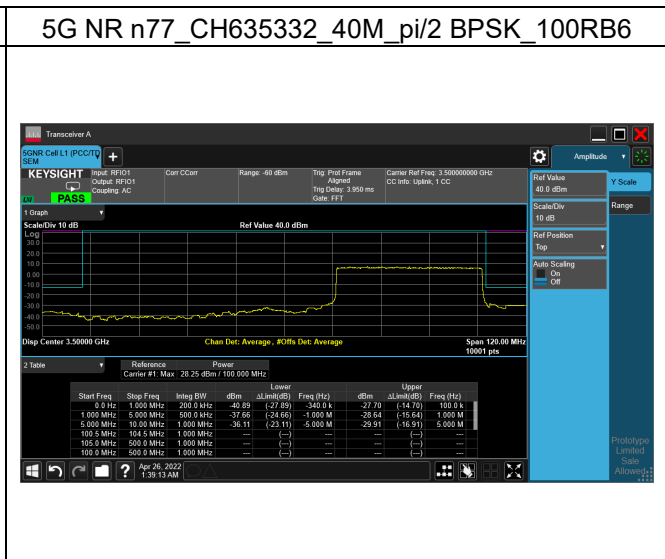 5G NR n77_CH635332_40M_pi/2 BPSK_100RB6
Transceiver A
5GNR Cell L1 (PCC/TD
SEM
+
Amplitude
KEYSIGHT
PASS
Input: RFIO1
Output: RFIO1
Coupling: AC
Corr CCorr
Range: -60 dBm
Trig: Prot Frame
Aligned
Trig Delay: 3.950 ms
Gate: FFT
Carrier Ref Freq: 3.500000000 GHz
CC Info: Uplink, 1 CC
Ref Value
40.0 dBm
Y Scale
Scale/Div
10 dB
Range
Ref Position
Top
Auto Scaling
On
Off
1 Graph
Scale/Div 10 dB
Ref Value 40.0 dBm
Log
30.0
20.0
10.0
0.00
-10.0
-20.0
-30.0
-40.0
-50.0
Disp Center 3.50000 GHz
Chan Det: Average, #Offs Det: Average
Span 120.00 MHz
10001 pts
2 Table
Reference Power
Carrier #1: Max 28.25 dBm / 100.000 MHz
Lower Upper
Start Freq Stop Freq Integ BW dBm ΔLimit(dB) Freq (Hz) dBm ΔLimit(dB) Freq (Hz)
0.0 Hz 1.000 MHz 200.0 kHz -40.89 (-27.89) -340.0 k -27.70 (-14.70) 100.0 k
1.000 MHz 5.000 MHz 500.0 kHz -37.66 (-24.66) -1.000 M -28.64 (-15.64) 1.000 M
5.000 MHz 10.00 MHz 1.000 MHz -36.11 (-23.11) -5.000 M -29.91 (-16.91) 5.000 M
100.5 MHz 104.5 MHz 1.000 MHz --- (---) --- --- (---) ---
105.0 MHz 500.0 MHz 1.000 MHz --- (---) --- --- (---) ---
100.0 MHz 500.0 MHz 1.000 MHz --- (---) --- --- (---) ---
?
Apr 26, 2022
1:39:13 AM
Prototype
Limited
Sale
Allowed